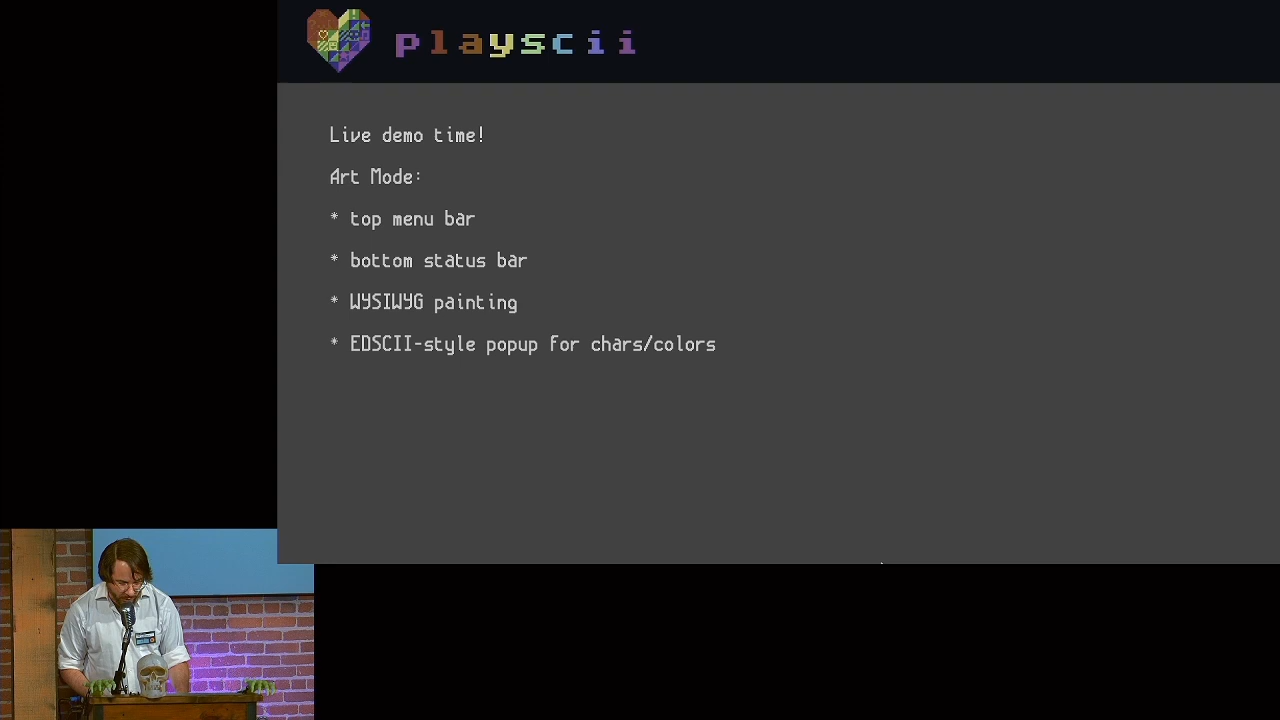 playscii
Live demo time!
Art Mode:
* top menu bar
* bottom status bar
* WYSIWYG painting
* EDSCII-style popup for chars/colors